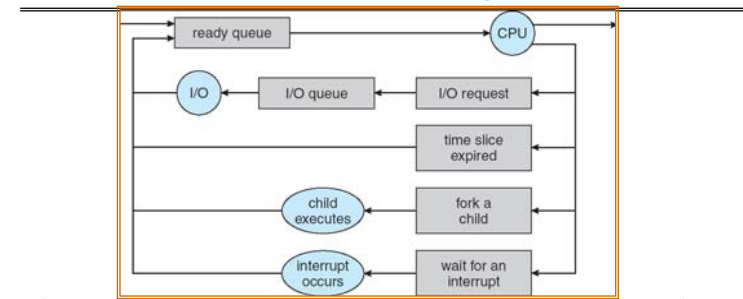 ready queue
CPU
I/O
I/O queue
I/O request
time slice
expired
child
executes
fork a
child
interrupt
occurs
wait for an
interrupt